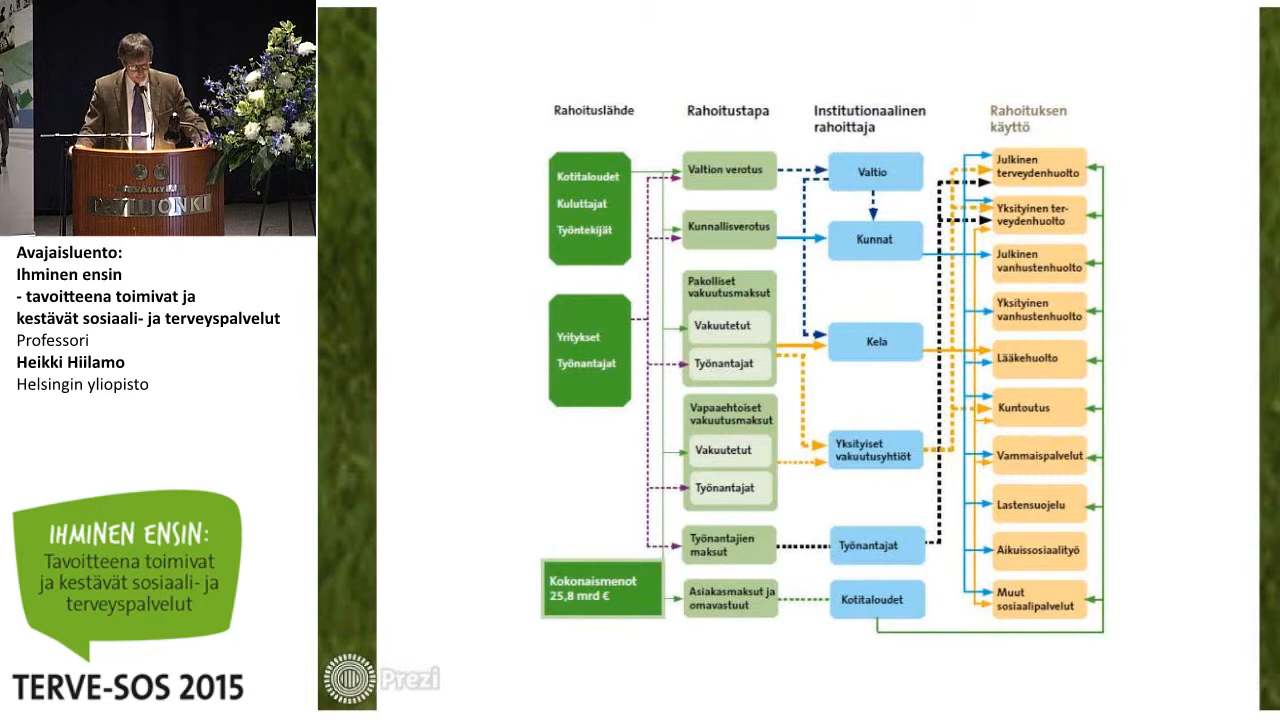 JYVÄSKYLÄN
PAVILJONKI
Avajaisluento:
Ihminen ensin
- tavoitteena toimivat ja
kestävät sosiaali- ja terveyspalvelut
Professori
Heikki Hiilamo
Helsingin yliopisto
IHMINEN ENSIN:
Tavoitteena toimivat
ja kestävät sosiaali- ja
terveyspalvelut
TERVE-SOS 2015
Rahoituslähde
Kotitaloudet
Kuluttajat
Työntekijät
Yritykset
Työnantajat
Kokonaismenot
25,8 mrd €
Rahoitustapa
Valtion verotus
Kunnallisverotus
Pakolliset
vakuutusmaksut
Vakuutetut
Työnantajat
Vapaaehtoiset
vakuutusmaksut
Vakuutetut
Työnantajat
Työnantajien
maksut
Asiakasmaksut ja
omavastuut
Institutionaalinen
rahoittaja
Valtio
Kunnat
Kela
Yksityiset
vakuutusyhtiöt
Työnantajat
Kotitaloudet
Rahoituksen
käyttö
Julkinen
terveydenhuolto
Yksityinen ter-
veydenhuolto
Julkinen
vanhustenhuolto
Yksityinen
vanhustenhuolto
Lääkehuolto
Kuntoutus
Vammaispalvelut
Lastensuojelu
Aikuissosiaalityö
Muut
sosiaalipalvelut
Prezi